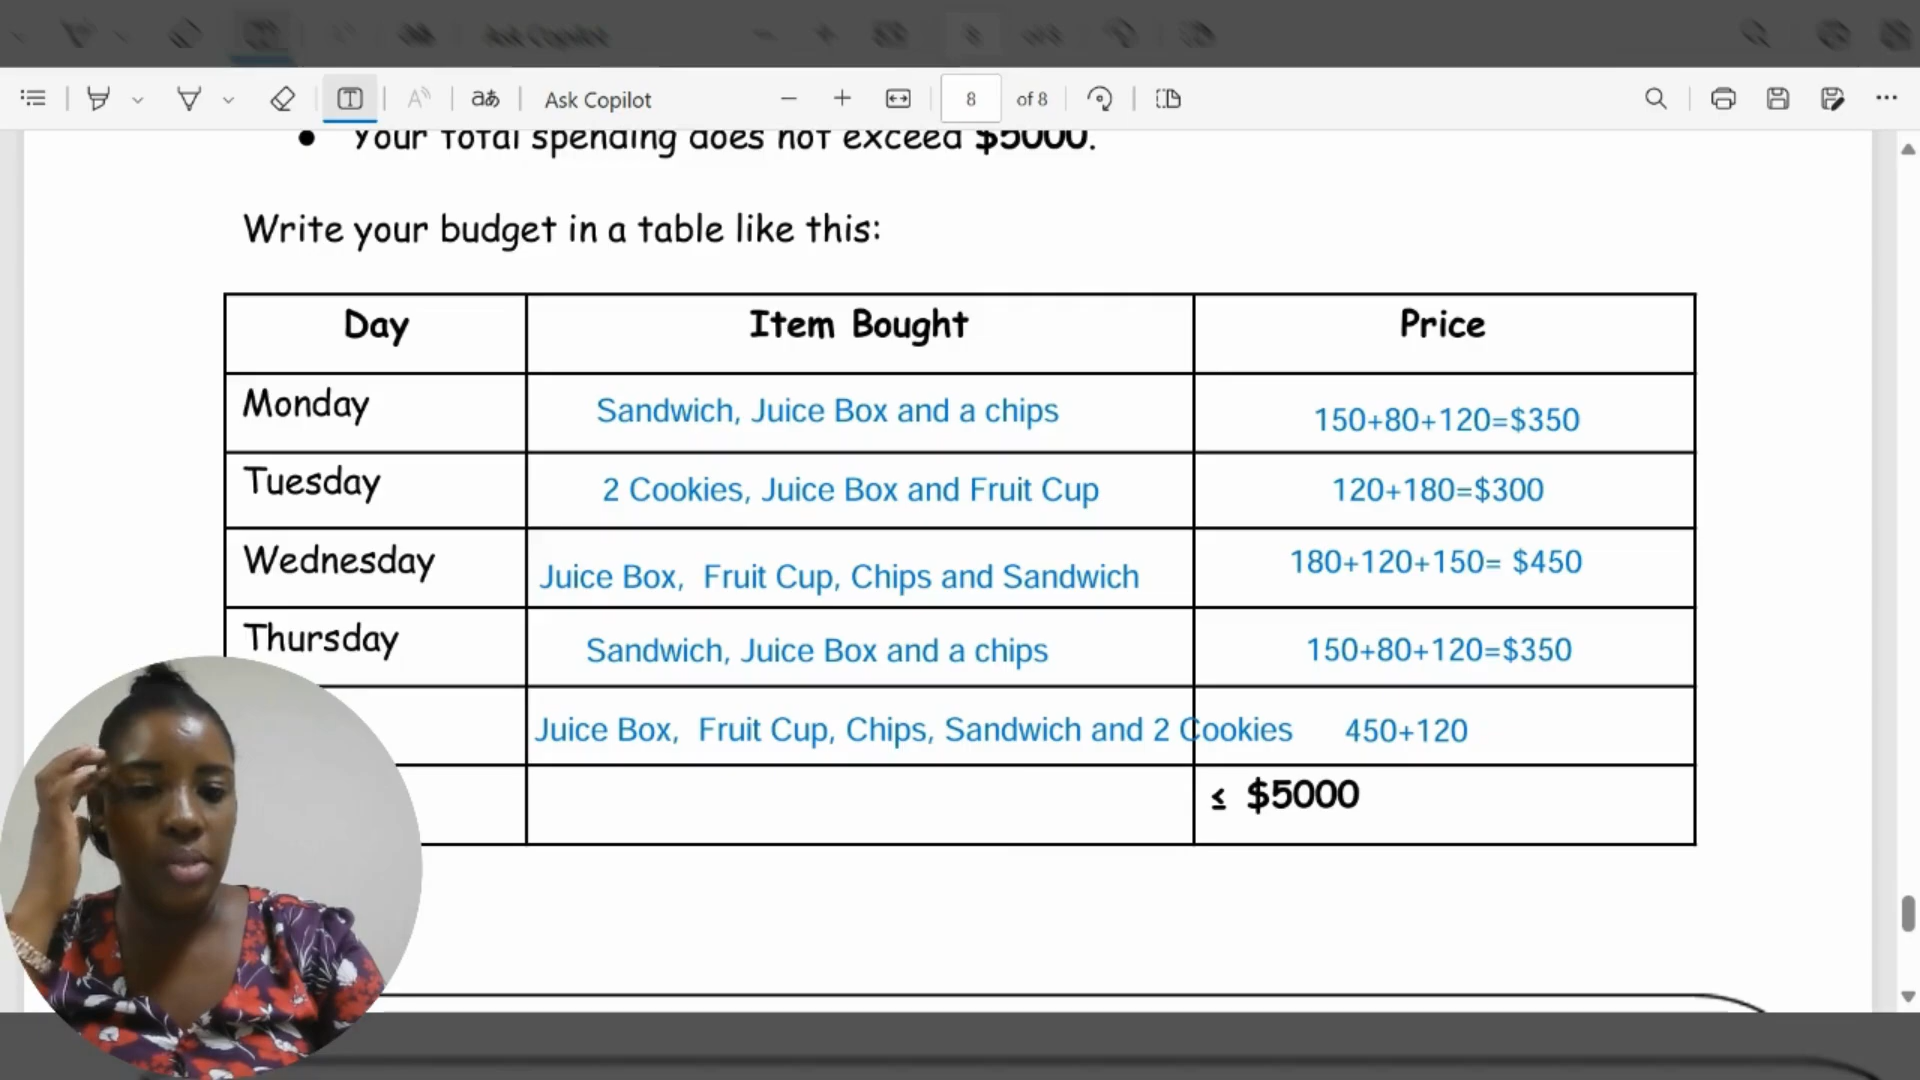 Ask Copilot
8 of 8
Your total spending does not exceed $5000.
Write your budget in a table like this:
Day Item Bought Price
Monday Sandwich, Juice Box and a chips 150+80+120=$350
Tuesday 2 Cookies, Juice Box and Fruit Cup 120+180=$300
Wednesday Juice Box, Fruit Cup, Chips and Sandwich 180+120+150= $450
Thursday Sandwich, Juice Box and a chips 150+80+120=$350
Juice Box, Fruit Cup, Chips, Sandwich and 2 Cookies 450+120
≤ $5000